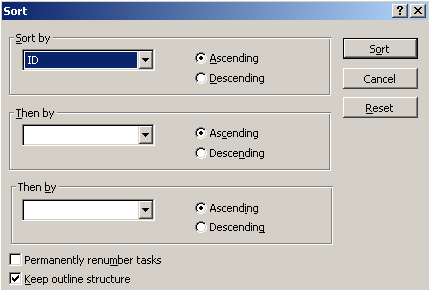 Sort
Sort by
ID
Ascending
Descending
Sort
Cancel
Reset
Then by
Ascending
Descending
Then by
Ascending
Descending
Permanently renumber tasks
Keep outline structure